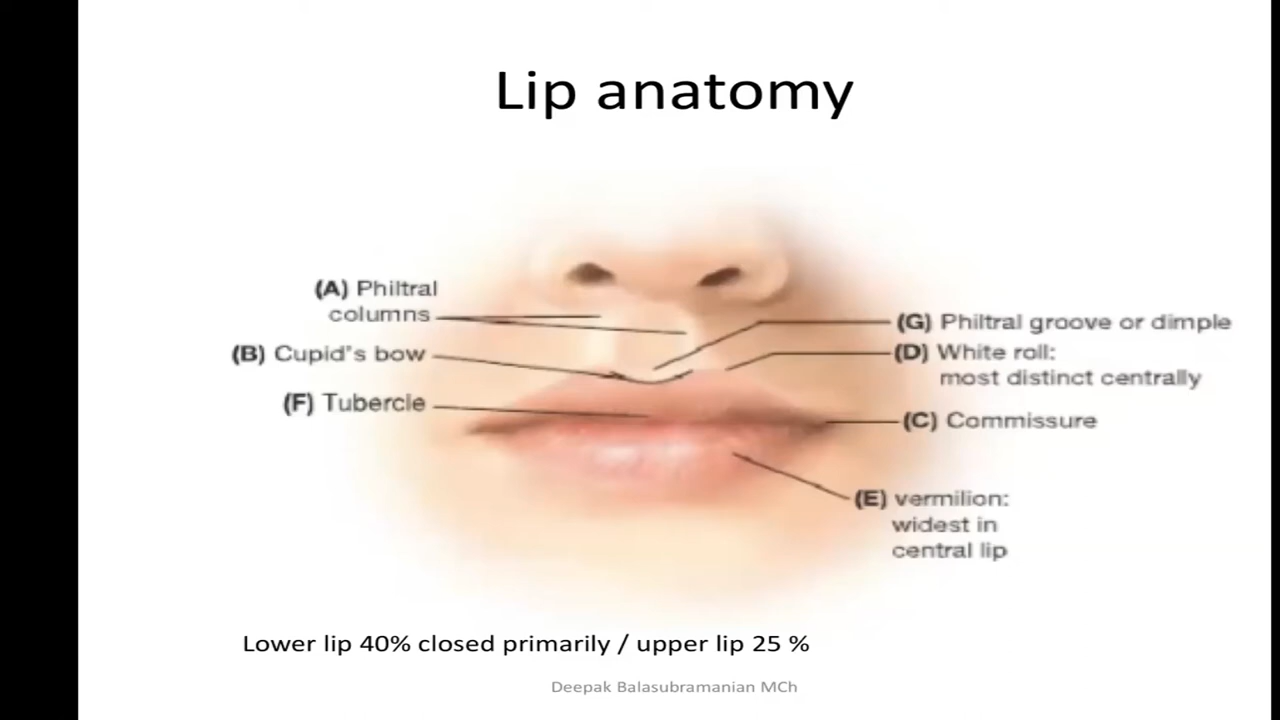 Lip anatomy
(A) Philtral
columns
(B) Cupid's bow
(F) Tubercle
(G) Philtral groove or dimple
(D) White roll:
most distinct centrally
(C) Commissure
(E) vermilion:
widest in
central lip
Lower lip 40% closed primarily / upper lip 25 %
Deepak Balasubramanian MCh